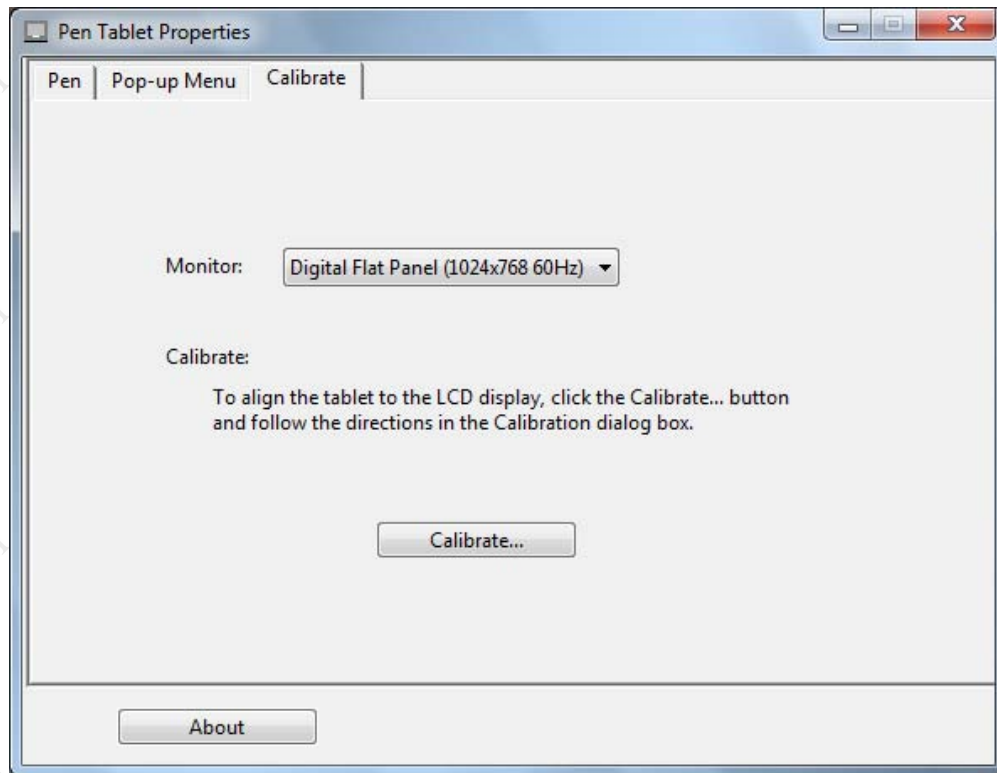 Pen Tablet Properties
Pen Pop-up Menu Calibrate
Monitor: Digital Flat Panel (1024x768 60Hz)
Calibrate:
To align the tablet to the LCD display, click the Calibrate... button
and follow the directions in the Calibration dialog box.
Calibrate...
About